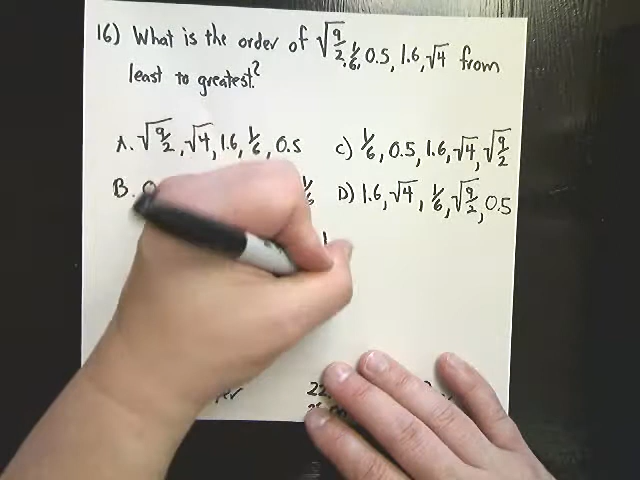 16) What is the order of √9/2, 1/6, 0.5, 1.6, √4 from
least to greatest?
A. √9/2, √4, 1.6, 1/6, 0.5
C) 1/6, 0.5, 1.6, √4, √9/2
B.
D) 1.6, √4, 1/6, √9/2, 0.5